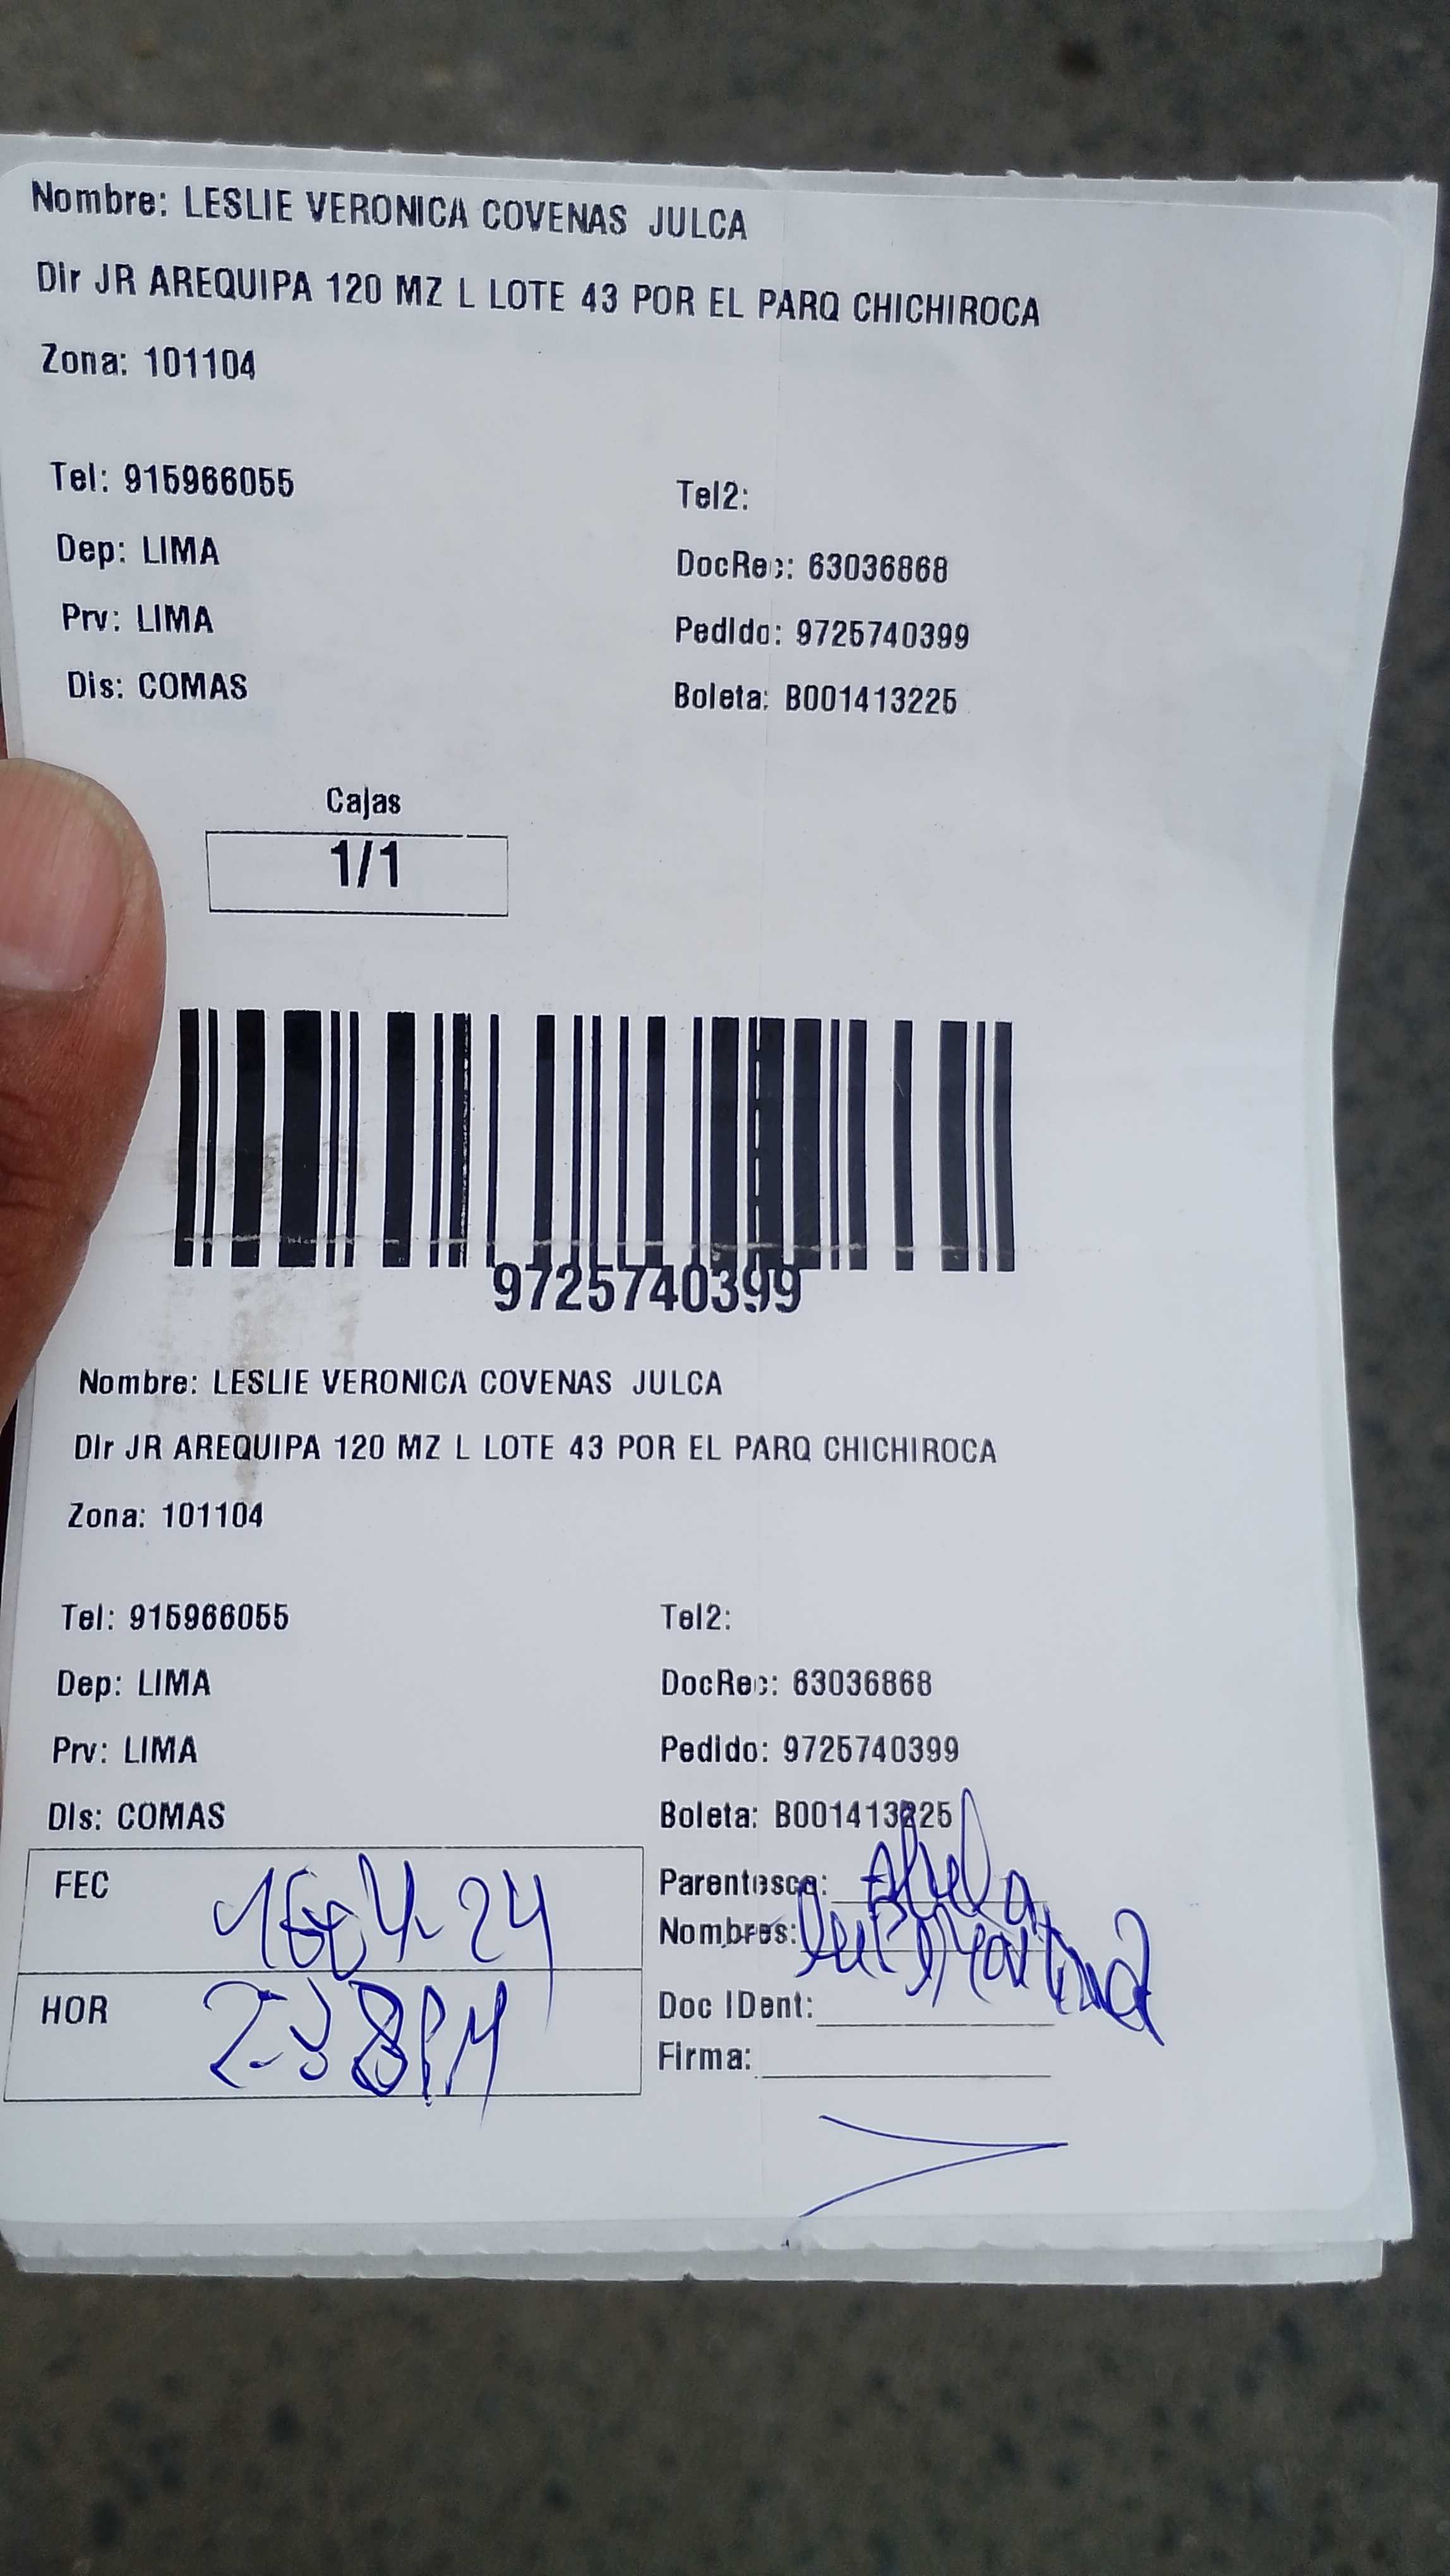 Nombre: LESLIE VERONICA COVENAS JULCA
Dir JR AREQUIPA 120 MZ L LOTE 43 POR EL PARQ CHICHIROCA
Zona: 101104
Tel: 915966055 Tel2:
Dep: LIMA DocRec: 63036868
Prv: LIMA Pedido: 9725740399
Dis: COMAS Boleta: B001413225
Cajas
1/1
9725740399
Nombre: LESLIE VERONICA COVENAS JULCA
Dir JR AREQUIPA 120 MZ L LOTE 43 POR EL PARQ CHICHIROCA
Zona: 101104
Tel: 915966055 Tel2:
Dep: LIMA DocRec: 63036868
Prv: LIMA Pedido: 9725740399
Dis: COMAS Boleta: B001413225
FEC Parentesco:
Nombres:
HOR Doc IDent:
Firma: